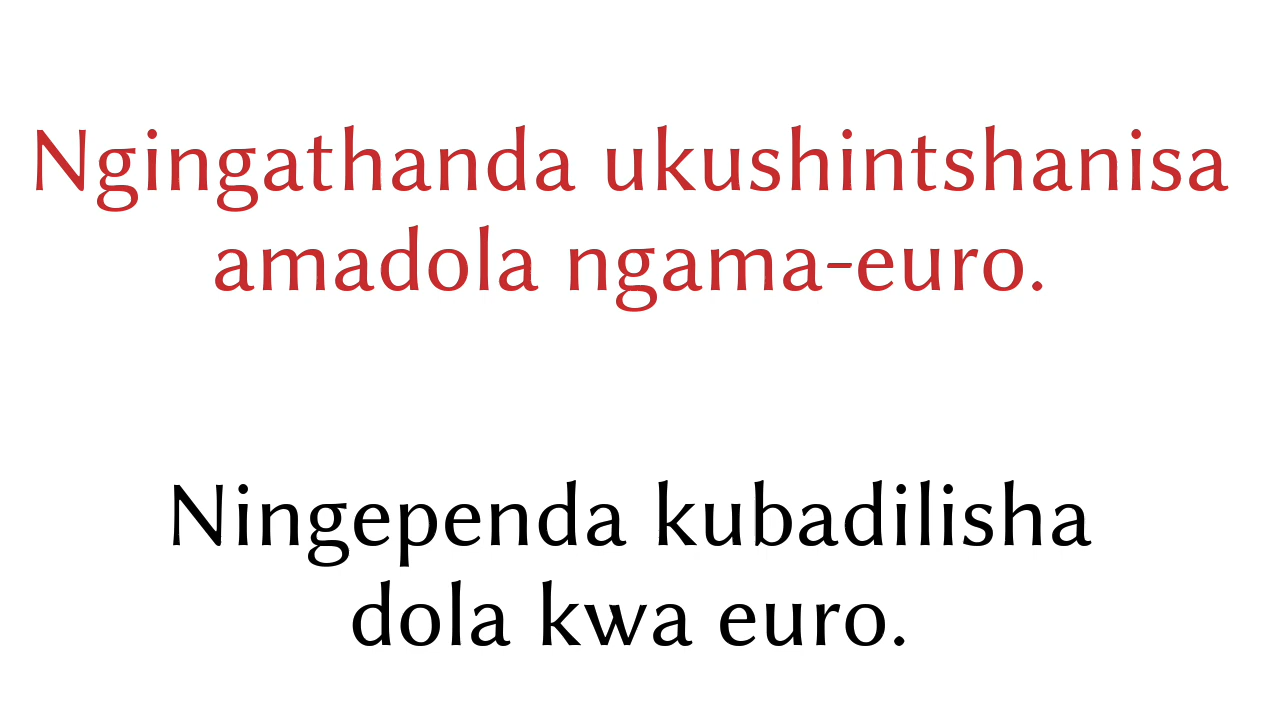 Ngingathanda ukushintshanisa
amadola ngama-euro.
Ningependa kubadilisha
dola kwa euro.